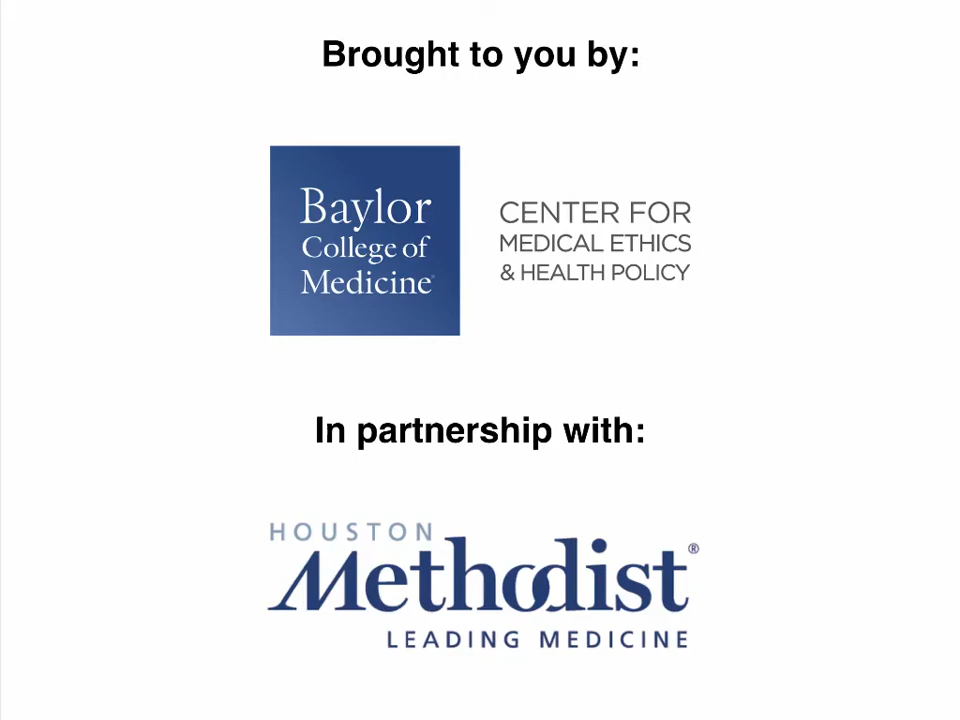 Brought to you by:
Baylor
College of
Medicine®
CENTER FOR
MEDICAL ETHICS
& HEALTH POLICY
In partnership with:
HOUSTON
Methodist®
LEADING MEDICINE